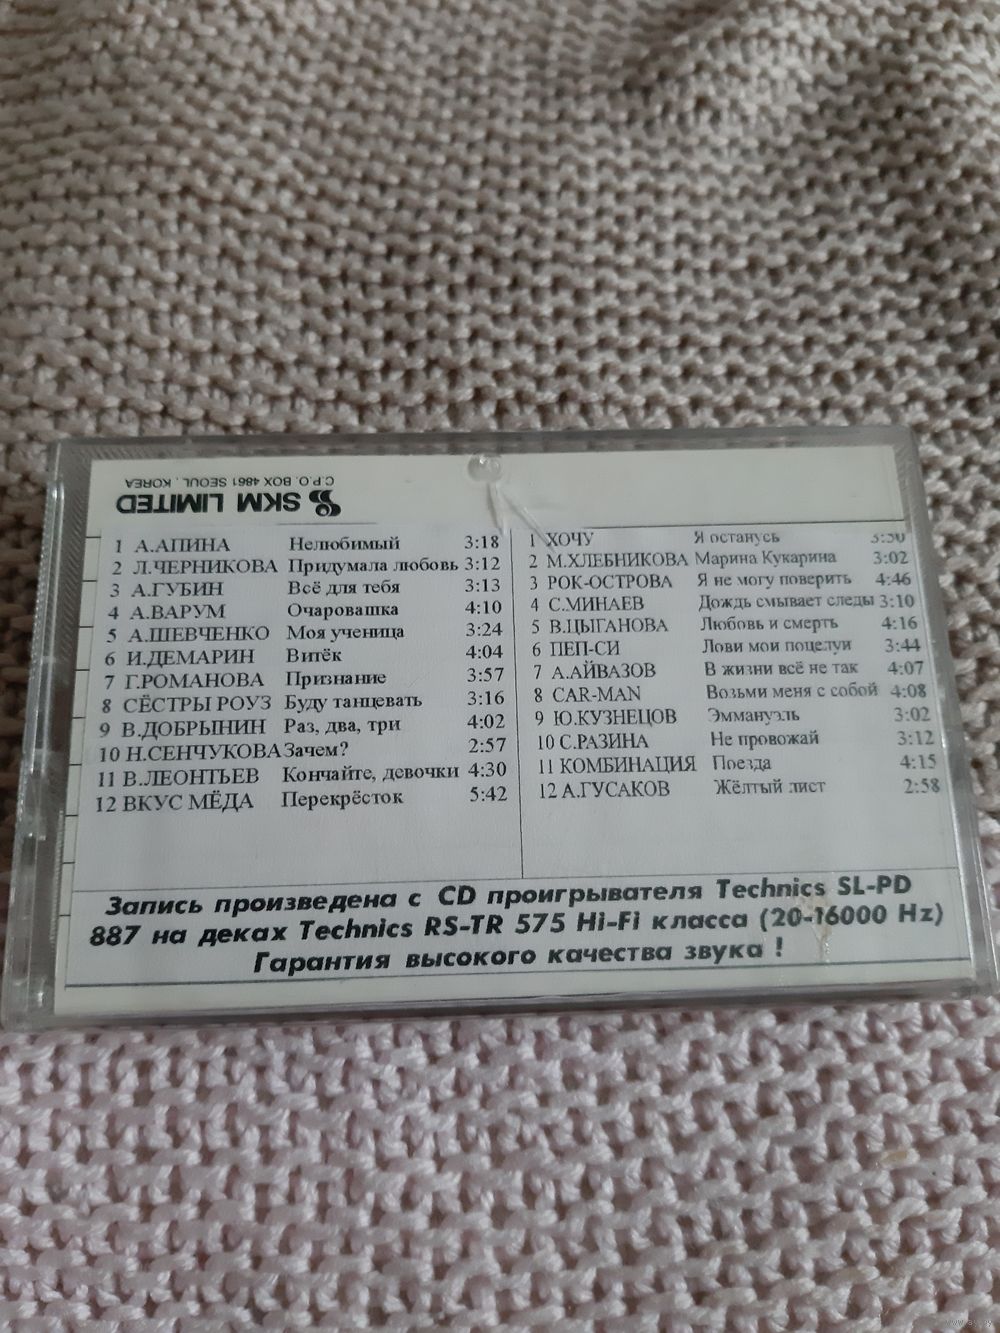 SKM LIMITED
C.P.O. BOX 4861 SEOUL , KOREA
1 А.АПИНА Нелюбимый 3:18
2 Л.ЧЕРНИКОВА Придумала любовь 3:12
3 А.ГУБИН Всё для тебя 3:13
4 А.ВАРУМ Очаровашка 4:10
5 А.ШЕВЧЕНКО Моя ученица 3:24
6 И.ДЕМАРИН Витёк 4:04
7 Г.РОМАНОВА Признание 3:57
8 СЁСТРЫ РОУЗ Буду танцевать 3:16
9 В.ДОБРЫНИН Раз, два, три 4:02
10 Н.СЕНЧУКОВА Зачем? 2:57
11 В.ЛЕОНТЬЕВ Кончайте, девочки 4:30
12 ВКУС МЁДА Перекрёсток 5:42
1 ХОЧУ Я останусь 3:50
2 М.ХЛЕБНИКОВА Марина Кукарина 3:02
3 РОК-ОСТРОВА Я не могу поверить 4:46
4 С.МИНАЕВ Дождь смывает следы 3:10
5 В.ЦЫГАНОВА Любовь и смерть 4:16
6 ПЕП-СИ Лови мои поцелуи 3:44
7 А.АЙВАЗОВ В жизни всё не так 4:07
8 CAR-MAN Возьми меня с собой 4:08
9 Ю.КУЗНЕЦОВ Эммануэль 3:02
10 С.РАЗИНА Не провожай 3:12
11 КОМБИНАЦИЯ Поезда 4:15
12 А.ГУСАКОВ Жёлтый лист 2:58
Запись произведена с CD проигрывателя Technics SL-PD
887 на деках Technics RS-TR 575 Hi-Fi класса (20-16000 Hz)
Гарантия высокого качества звука !